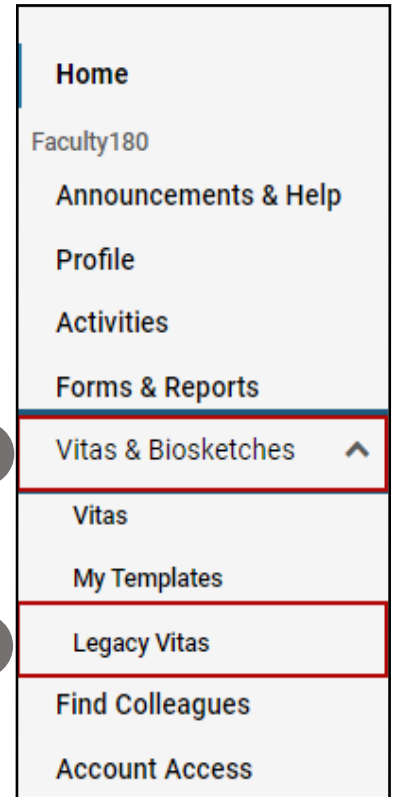 Home
Faculty180
Announcements & Help
Profile
Activities
Forms & Reports
Vitas & Biosketches
Vitas
My Templates
Legacy Vitas
Find Colleagues
Account Access